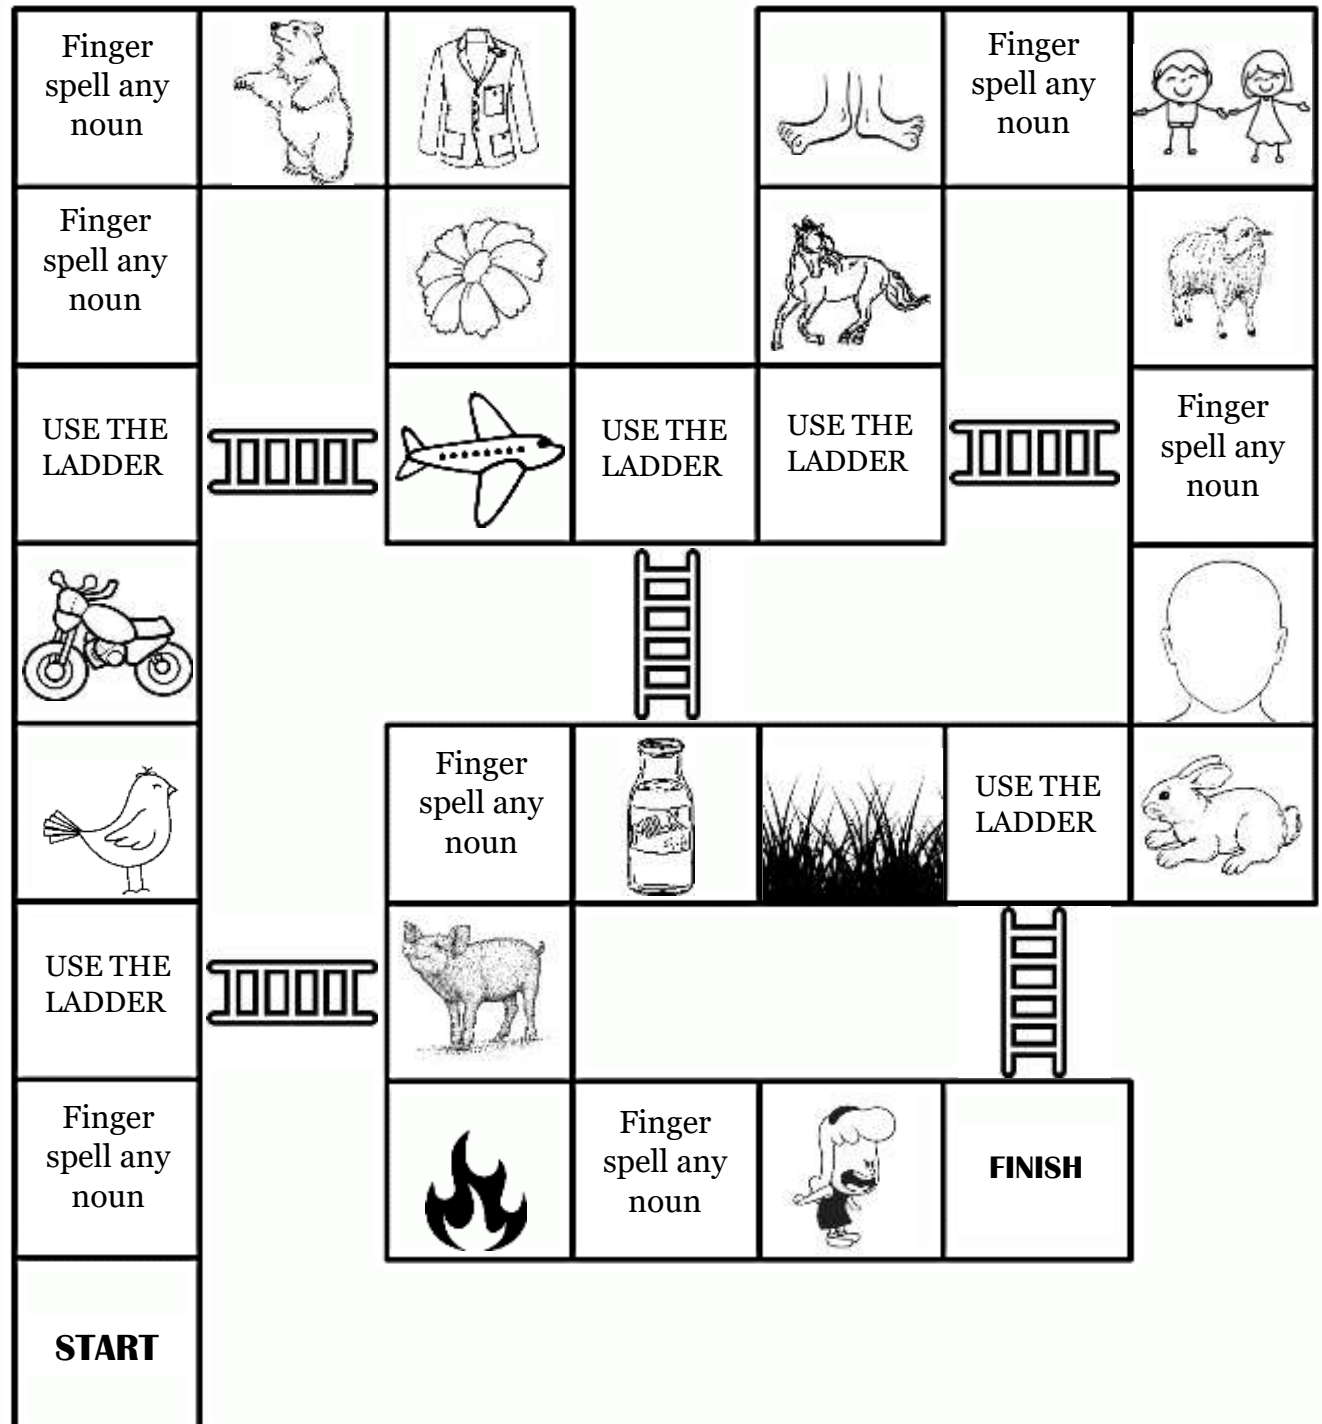 Finger
spell any
noun
Finger
spell any
noun
Finger
spell any
noun
USE THE
LADDER
USE THE
LADDER
USE THE
LADDER
Finger
spell any
noun
Finger
spell any
noun
USE THE
LADDER
USE THE
LADDER
Finger
spell any
noun
Finger
spell any
noun
FINISH
START